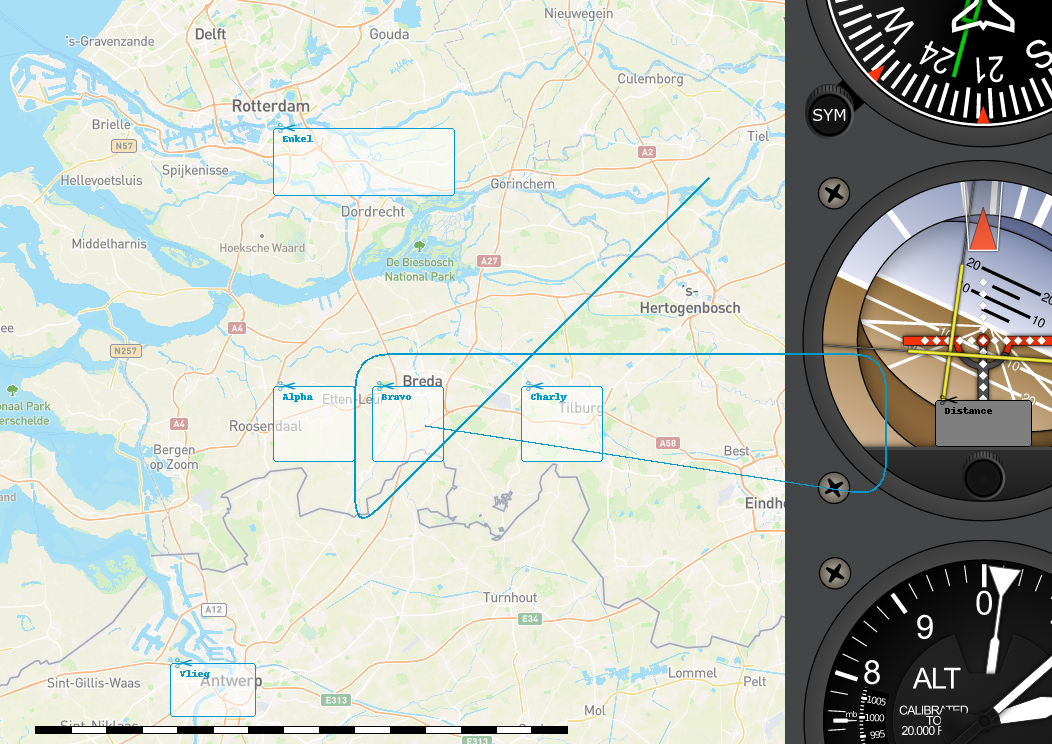 Nieuwegein
's-Gravenzande
Delft
Gouda
Culemborg
Rotterdam
Brielle
N57
Enkel
Tiel
A2
Spijkenisse
Hellevoetsluis
Gorinchem
Dordrecht
Middelharnis
Hoeksche Waard
De Biesbosch
National Park
A27
's-
Hertogenbosch
A4
N257
Breda
Alpha
Etten-Leu
Bravo
Charly
Tilburg
Roosendaal
A4
A58
Best
Bergen
op Zoom
Eindh
Turnhout
A12
E34
Vlieg
Antwerp
Sint-Gillis-Waas
E313
Lommel
Pelt
Mol
Sint-Niklaas
E313
W
24
21
S
SYM
20
20
10
10
Distance
0
9
8
ALT
CALIBRATED
TO
20.000 F
1005
mb
1000
995